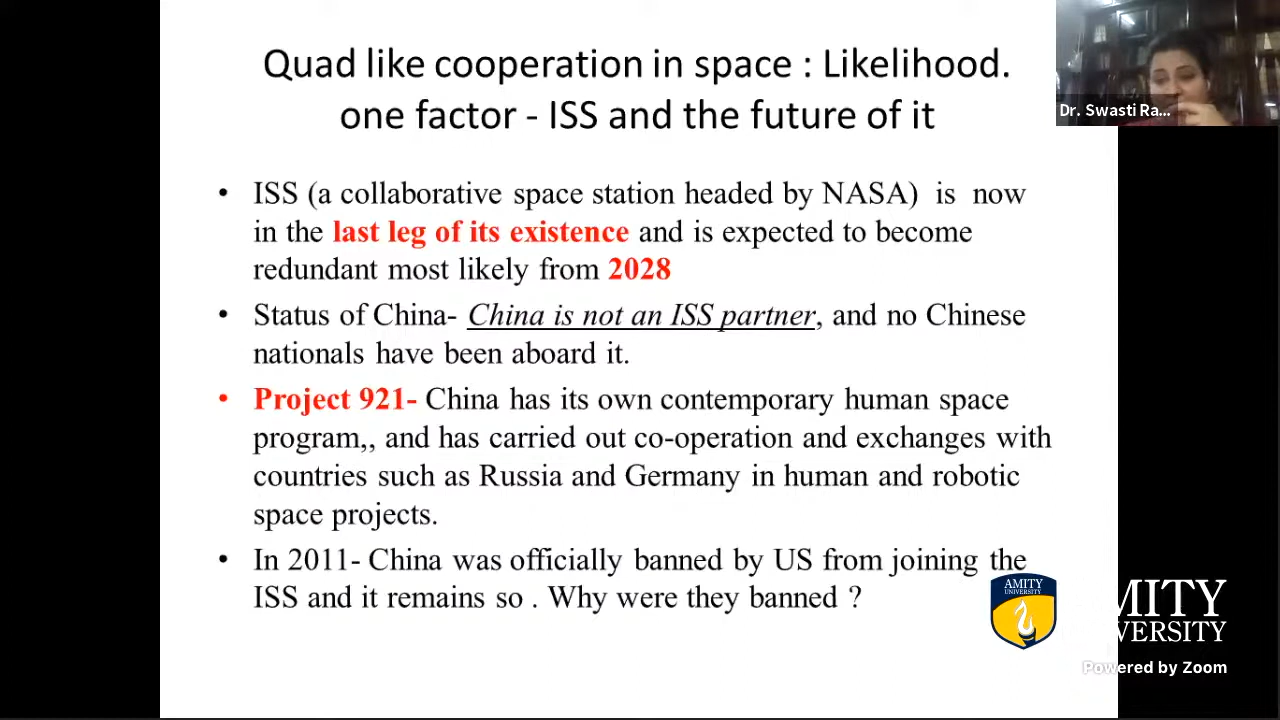 Quad like cooperation in space : Likelihood.
one factor - ISS and the future of it
• ISS (a collaborative space station headed by NASA) is now
in the last leg of its existence and is expected to become
redundant most likely from 2028
• Status of China- China is not an ISS partner, and no Chinese
nationals have been aboard it.
• Project 921- China has its own contemporary human space
program,, and has carried out co-operation and exchanges with
countries such as Russia and Germany in human and robotic
space projects.
• In 2011- China was officially banned by US from joining the
ISS and it remains so . Why were they banned ?
Dr. Swasti Ra...
AMITY
UNIVERSITY
MITY
VERSITY
Powered by Zoom